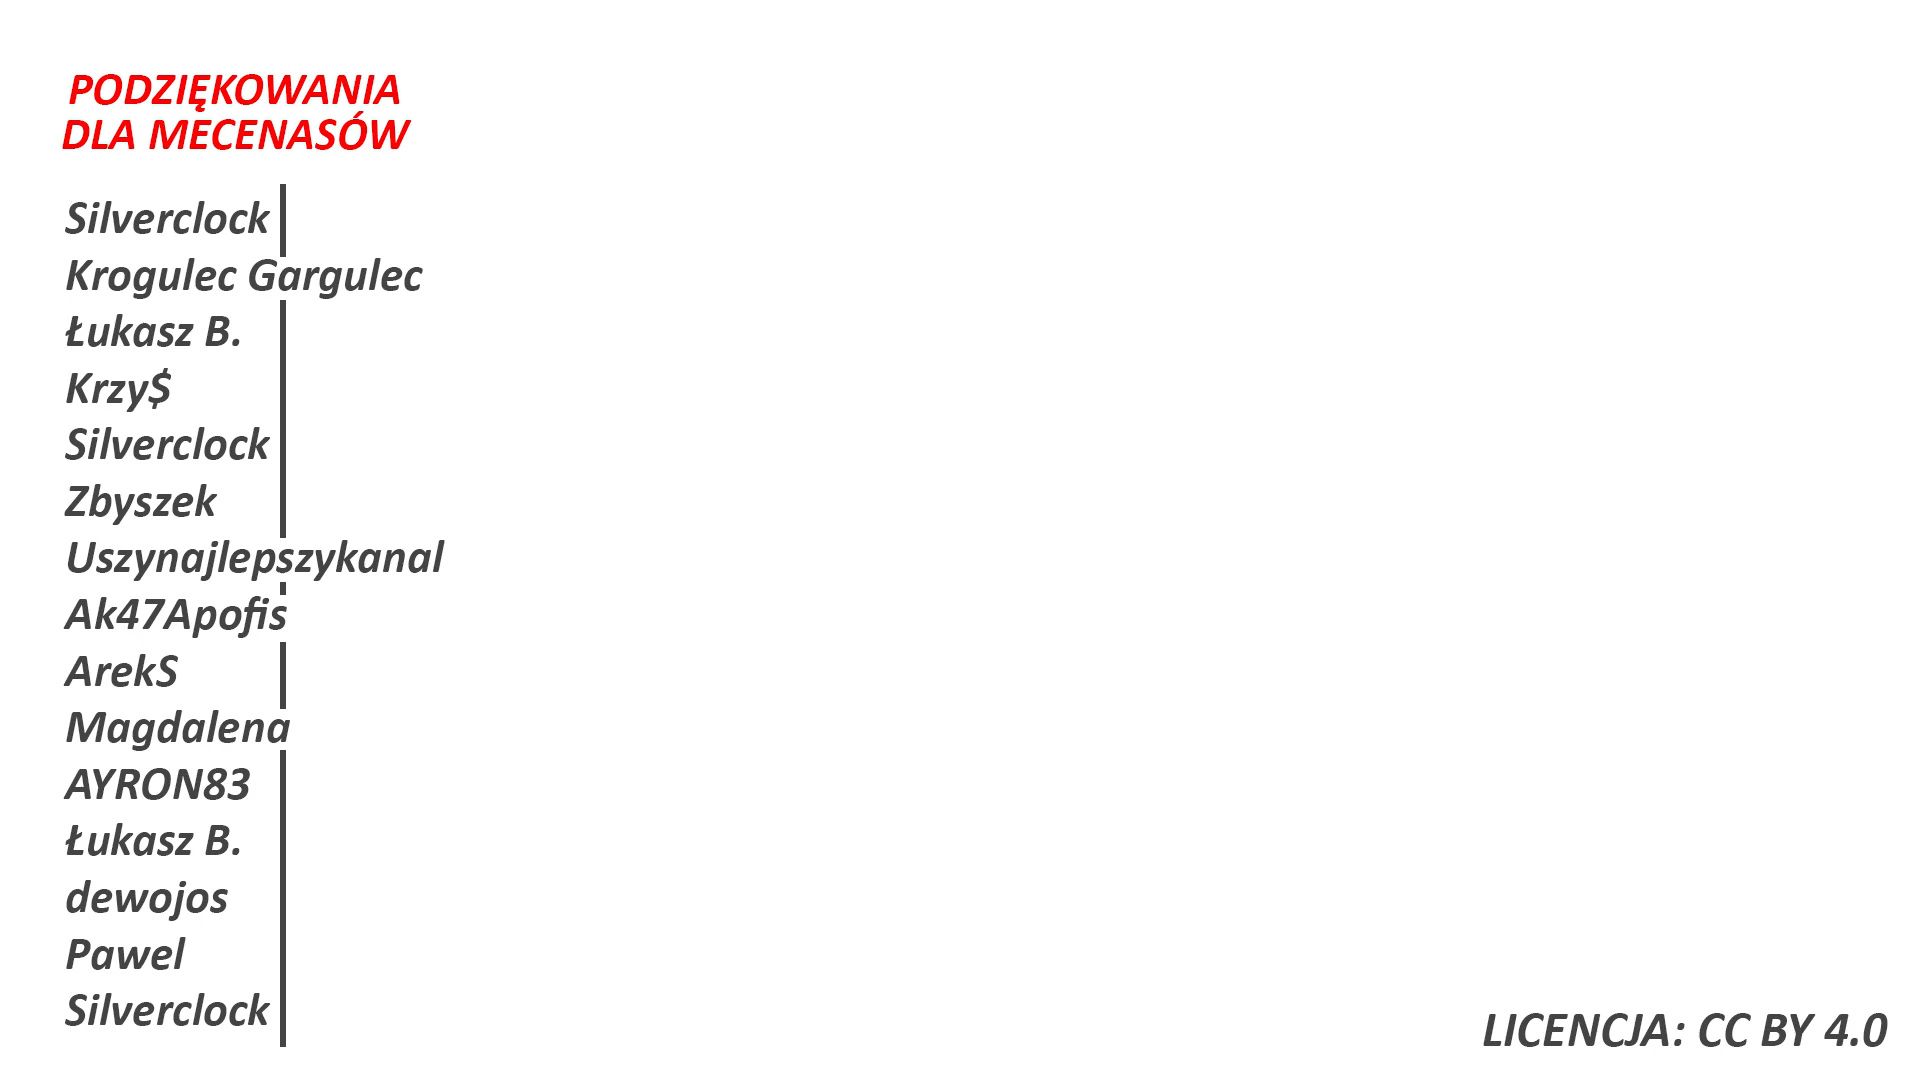 PODZIĘKOWANIA
DLA MECENASÓW
Silverclock
Krogulec Gargulec
Łukasz B.
Krzy$
Silverclock
Zbyszek
Uszynajlepszykanal
Ak47Apofis
ArekS
Magdalena
AYRON83
Łukasz B.
dewojos
Pawel
Silverclock
LICENCJA: CC BY 4.0